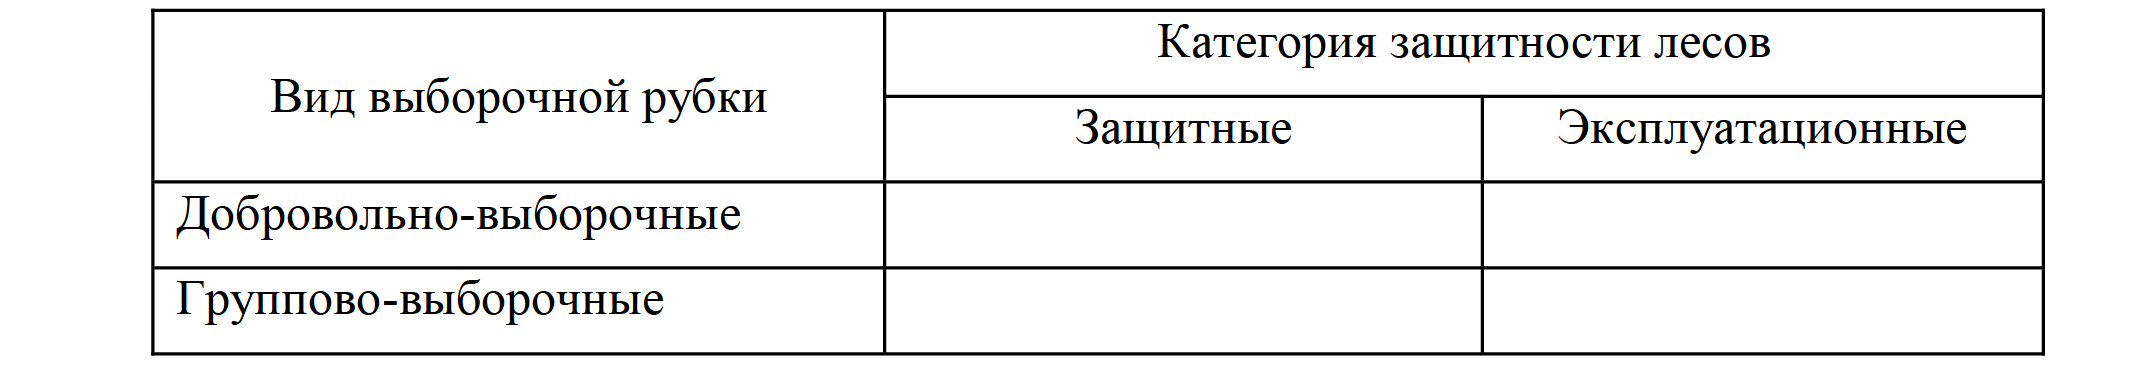 Вид выборочной рубки
Категория защитности лесов
Защитные
Эксплуатационные
Добровольно-выборочные
Группово-выборочные